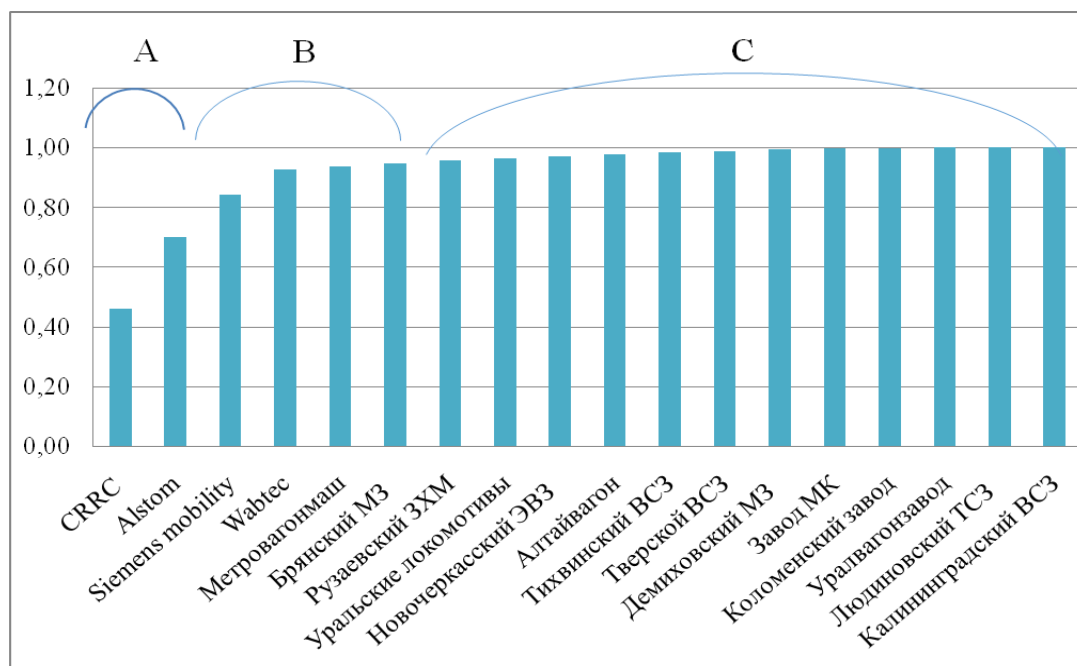 A
B
C
1,20
1,00
0,80
0,60
0,40
0,20
0,00
CRRC
Alstom
Siemens mobility
Wabtec
Метровагонмаш
Брянский МЗ
Рузаевский ЗХМ
Уральские локомотивы
Новочеркасский ЭВЗ
Алтайвагон
Тихвинский ВСЗ
Тверской ВСЗ
Демиховский МЗ
Завод МК
Коломенский завод
Уралвагонзавод
Людиновский ТСЗ
Калининградский ВСЗ